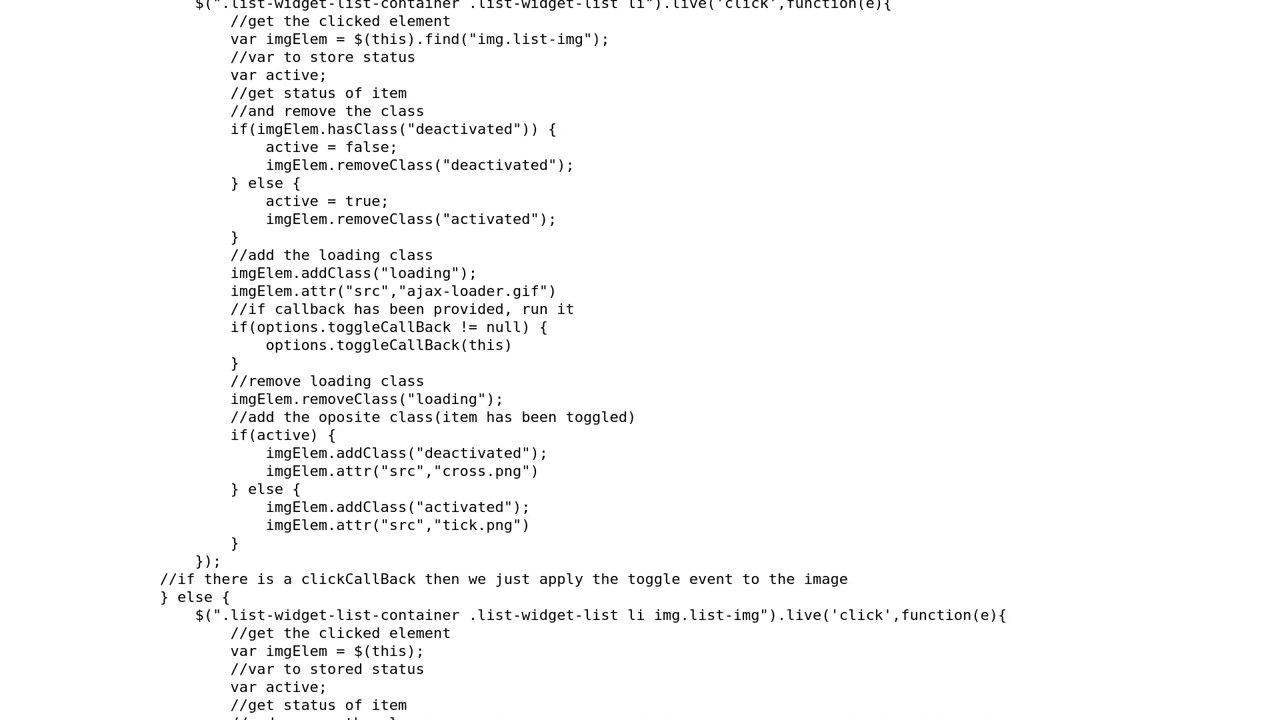 $(".list-widget-list-container .list-widget-list li").live('click',function(e){
//get the clicked element
var imgElem = $(this).find("img.list-img");
//var to store status
var active;
//get status of item
//and remove the class
if(imgElem.hasClass("deactivated")) {
active = false;
imgElem.removeClass("deactivated");
} else {
active = true;
imgElem.removeClass("activated");
}
//add the loading class
imgElem.addClass("loading");
imgElem.attr("src","ajax-loader.gif")
//if callback has been provided, run it
if(options.toggleCallBack != null) {
options.toggleCallBack(this)
}
//remove loading class
imgElem.removeClass("loading");
//add the oposite class(item has been toggled)
if(active) {
imgElem.addClass("deactivated");
imgElem.attr("src","cross.png")
} else {
imgElem.addClass("activated");
imgElem.attr("src","tick.png")
}
});
//if there is a clickCallBack then we just apply the toggle event to the image
} else {
$(".list-widget-list-container .list-widget-list li img.list-img").live('click',function(e){
//get the clicked element
var imgElem = $(this);
//var to stored status
var active;
//get status of item